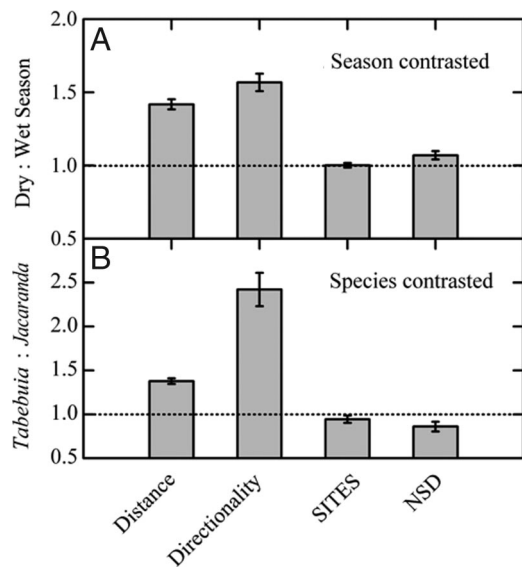 A
Season contrasted
Dry : Wet Season
2.0
1.5
1.0
0.5
B
Species contrasted
Tabebuia : Jacaranda
2.5
2.0
1.5
1.0
0.5
Distance
Directionality
SITES
NSD